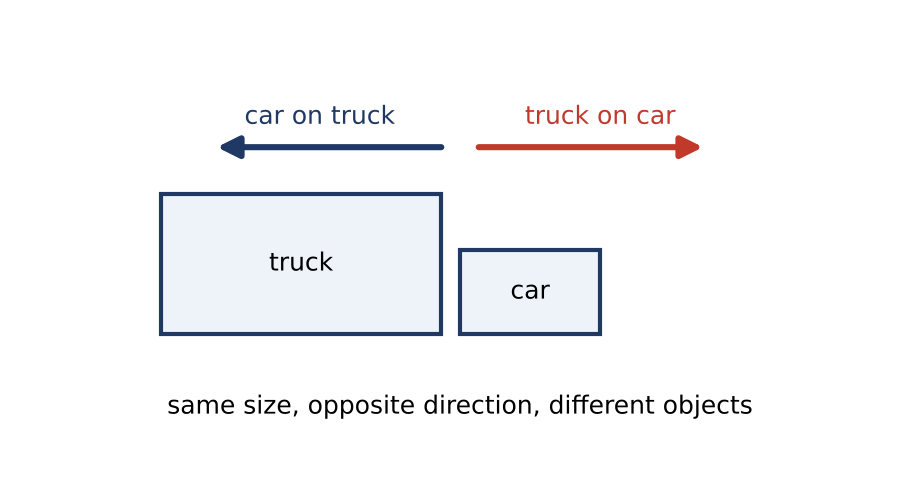 car on truck
truck on car
truck
car
same size, opposite direction, different objects